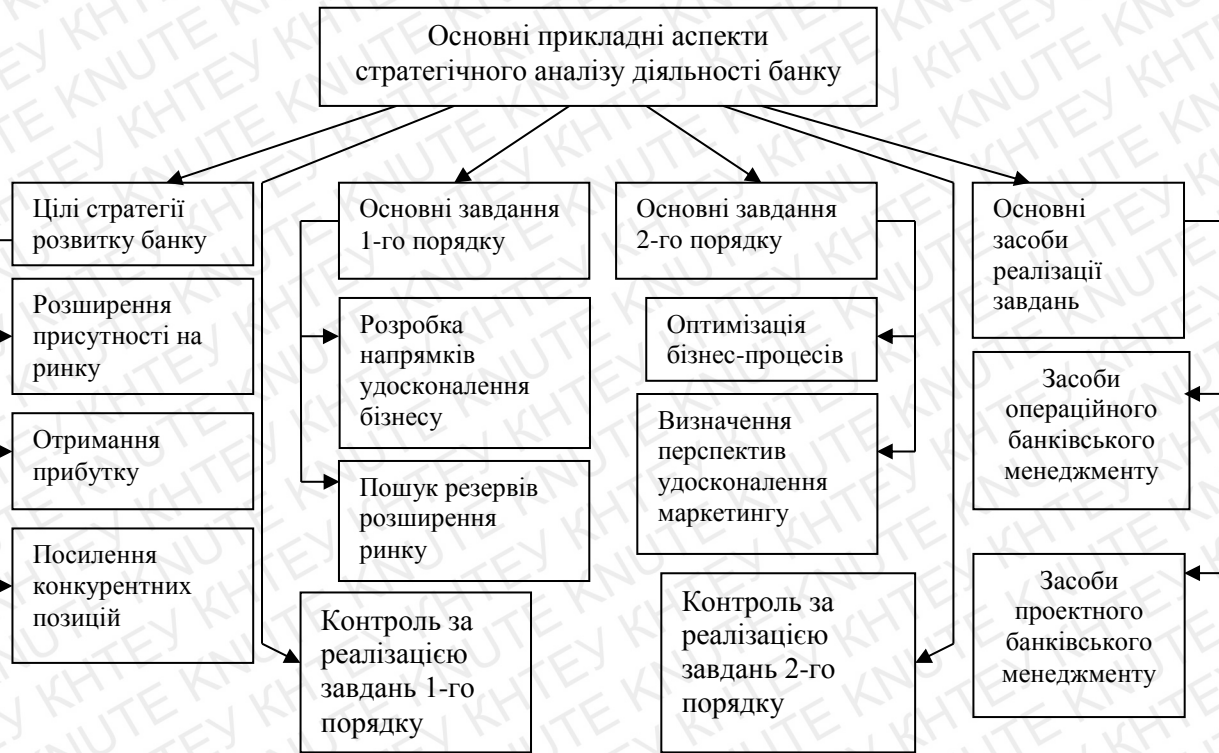 Основні прикладні аспекти
стратегічного аналізу діяльності банку
Цілі стратегії
розвитку банку
Розширення
присутності на
ринку
Отримання
прибутку
Посилення
конкурентних
позицій
Основні завдання
1-го порядку
Розробка
напрямків
удосконалення
бізнесу
Пошук резервів
розширення
ринку
Контроль за
реалізацією
завдань 1-го
порядку
Основні завдання
2-го порядку
Оптимізація
бізнес-процесів
Визначення
перспектив
удосконалення
маркетингу
Контроль за
реалізацією
завдань 2-го
порядку
Основні
засоби
реалізації
завдань
Засоби
операційного
банківського
менеджменту
Засоби
проектного
банківського
менеджменту